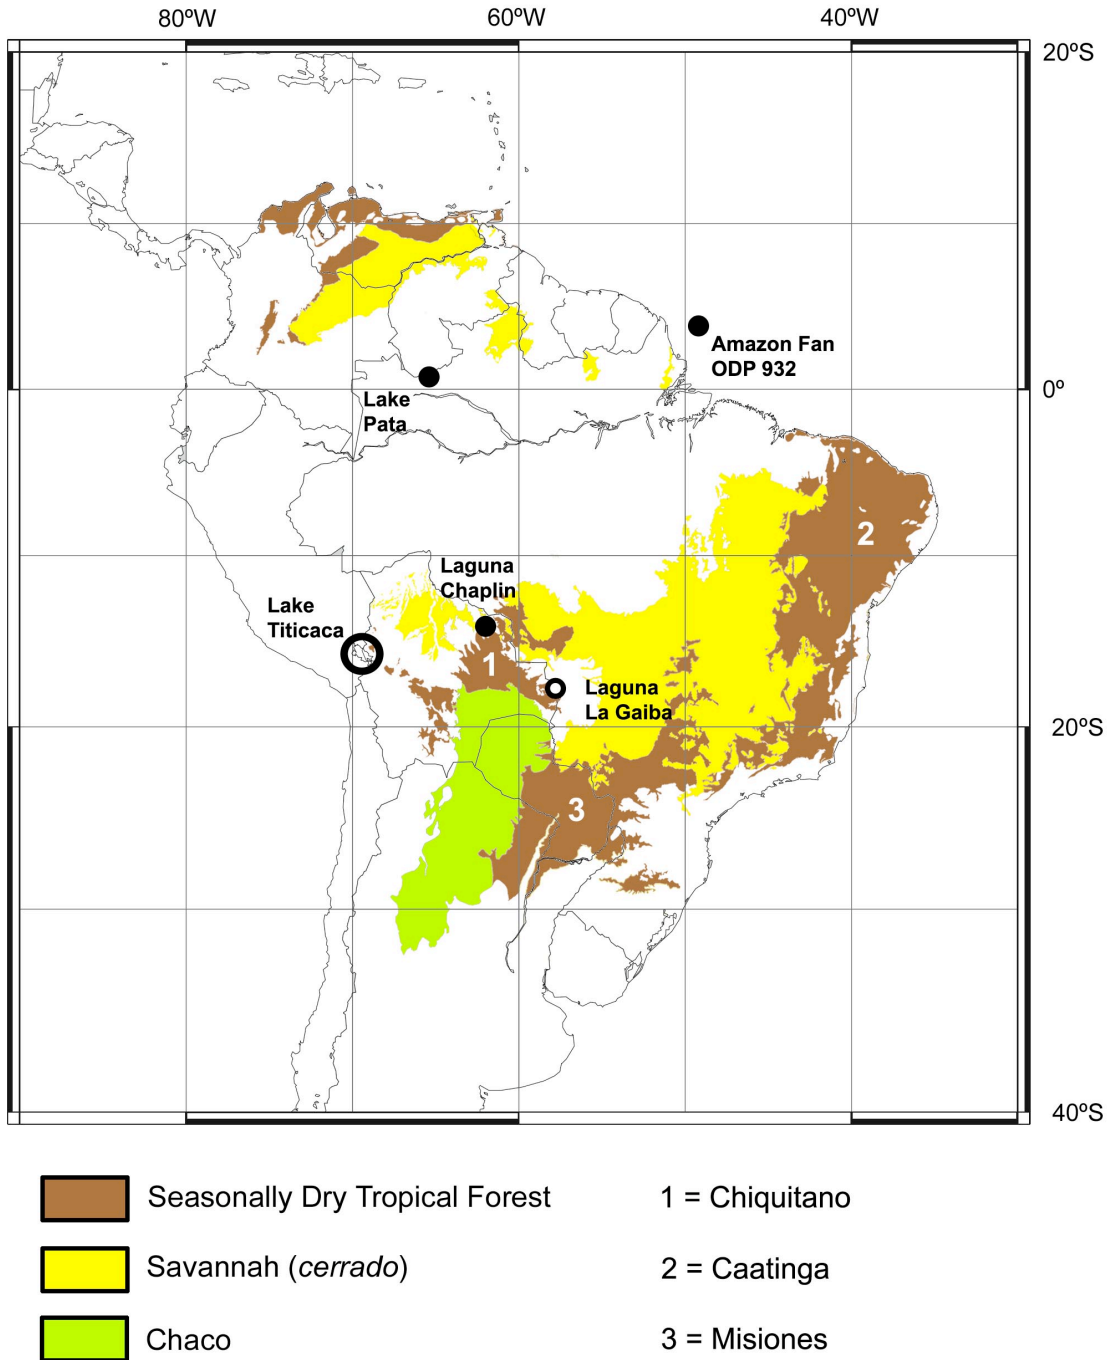 80ºW 60ºW 40ºW
20ºS
Amazon Fan
ODP 932
0º
Lake
Pata
2
Laguna
Chaplin
Lake
Titicaca
1
Laguna
La Gaiba
20ºS
3
40ºS
Seasonally Dry Tropical Forest 1 = Chiquitano
Savannah (cerrado) 2 = Caatinga
Chaco 3 = Misiones